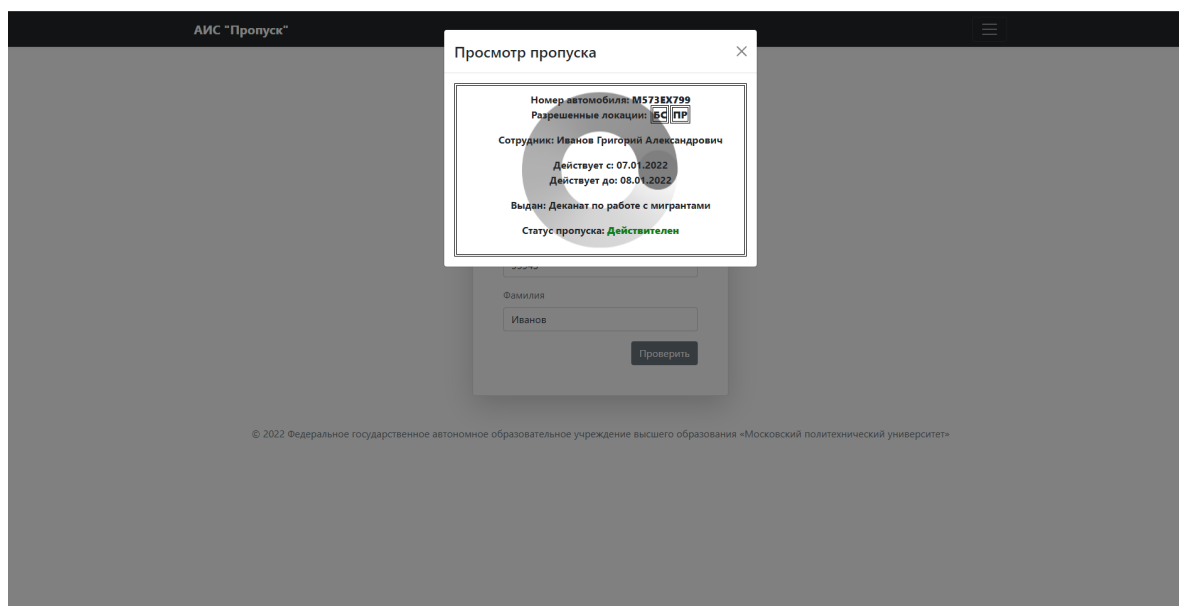 АИС "Пропуск"
Просмотр пропуска
Номер автомобиля: М573ЕХ799
Разрешенные локации: БС ПР
Сотрудник: Иванов Григорий Александрович
Действует с: 07.01.2022
Действует до: 08.01.2022
Выдан: Деканат по работе с мигрантами
Статус пропуска: Действителен
Фамилия
Иванов
Проверить
© 2022 Федеральное государственное автономное образовательное учреждение высшего образования «Московский политехнический университет»